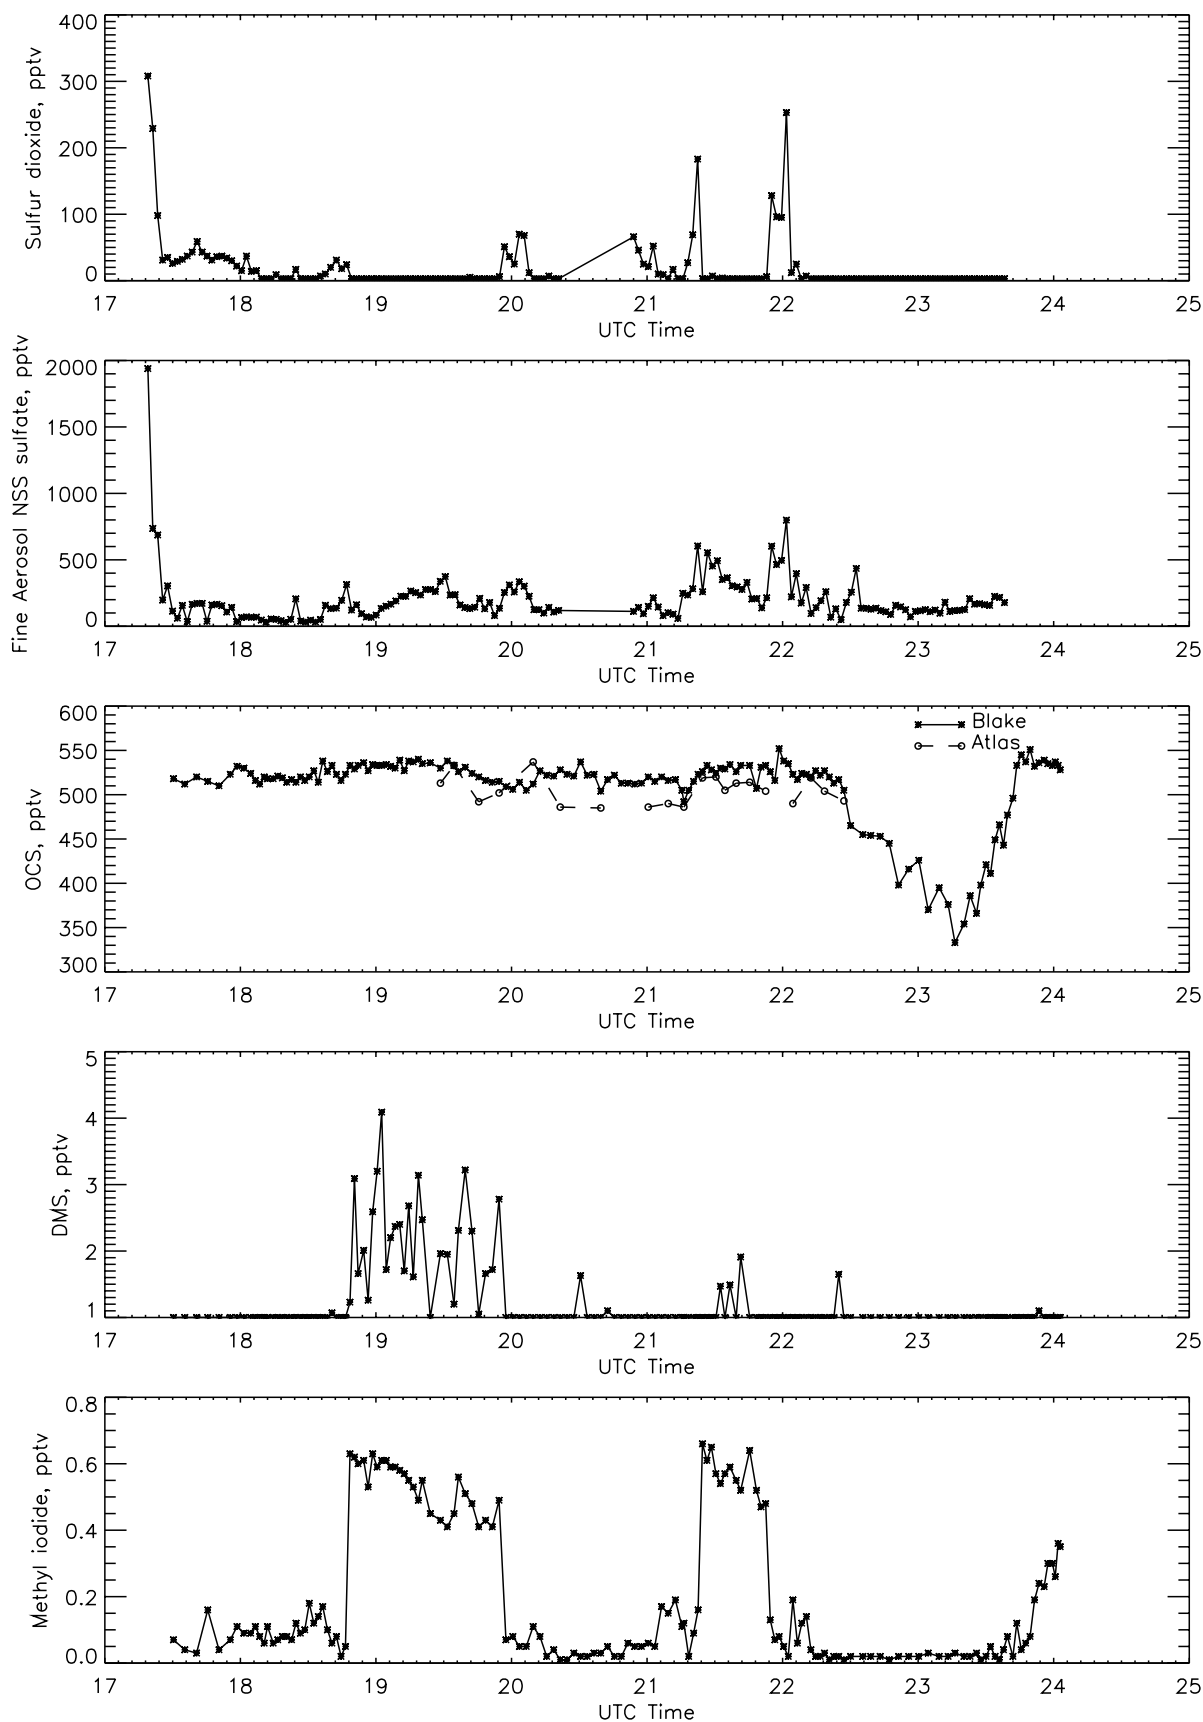 400
300
200
100
0
Sulfur dioxide, pptv
17 18 19 20 21 22 23 24 25
UTC Time
2000
1500
1000
500
0
Fine Aerosol NSS sulfate, pptv
17 18 19 20 21 22 23 24 25
UTC Time
600
550
500
450
400
350
300
OCS, pptv
Blake
Atlas
17 18 19 20 21 22 23 24 25
UTC Time
5
4
3
2
1
DMS, pptv
17 18 19 20 21 22 23 24 25
UTC Time
0.8
0.6
0.4
0.2
0.0
Methyl iodide, pptv
17 18 19 20 21 22 23 24 25
UTC Time